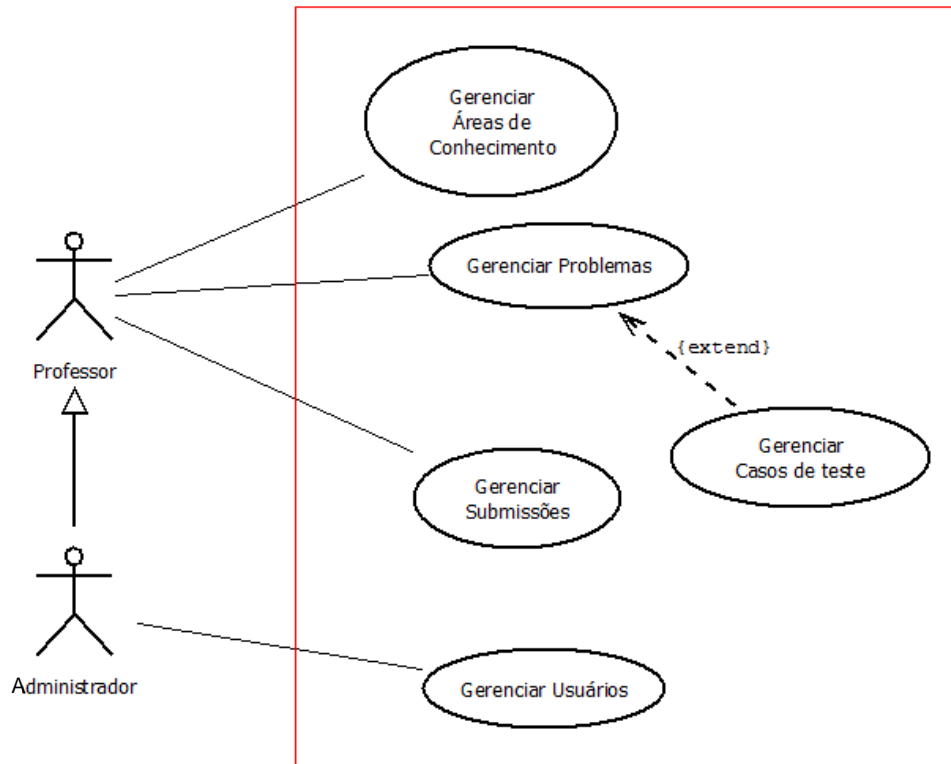 Gerenciar
Áreas de
Conhecimento
Gerenciar Problemas
{extend}
Professor
Gerenciar
Casos de teste
Gerenciar
Submissões
Administrador
Gerenciar Usuários